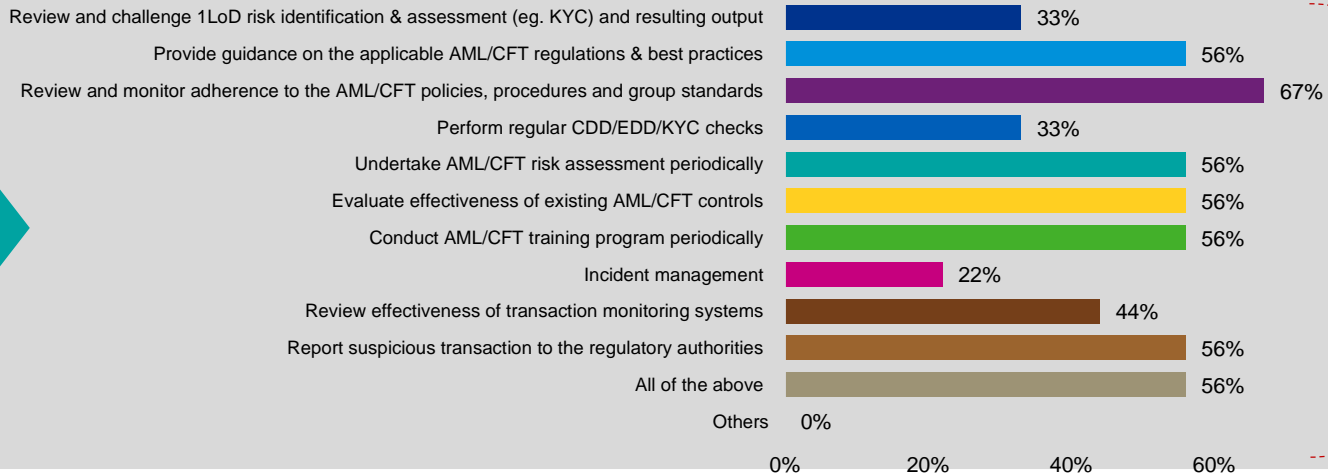 Review and challenge 1LoD risk identification & assessment (eg. KYC) and resulting output 33%
Provide guidance on the applicable AML/CFT regulations & best practices 56%
Review and monitor adherence to the AML/CFT policies, procedures and group standards 67%
Perform regular CDD/EDD/KYC checks 33%
Undertake AML/CFT risk assessment periodically 56%
Evaluate effectiveness of existing AML/CFT controls 56%
Conduct AML/CFT training program periodically 56%
Incident management 22%
Review effectiveness of transaction monitoring systems 44%
Report suspicious transaction to the regulatory authorities 56%
All of the above 56%
Others 0%
0% 20% 40% 60%